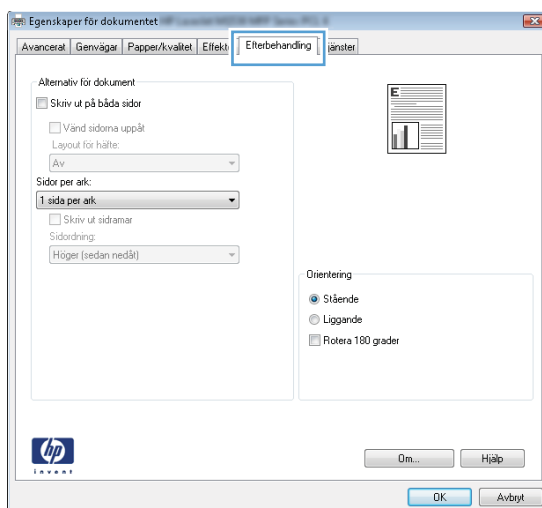 Egenskaper för dokumentet
Avancerat Genvägar Papper/kvalitet Effekt Efterbehandling jänster
Alternativ för dokument
Skriv ut på båda sidor
Vänd sidorna uppåt
Layout för häfte:
Av
Sidor per ark:
1 sida per ark
Skriv ut sidramar
Sidordning:
Höger (sedan nedåt)
E
Orientering
Stående
Liggande
Rotera 180 grader
hp
invent
Om... Hjälp
OK Avbryt